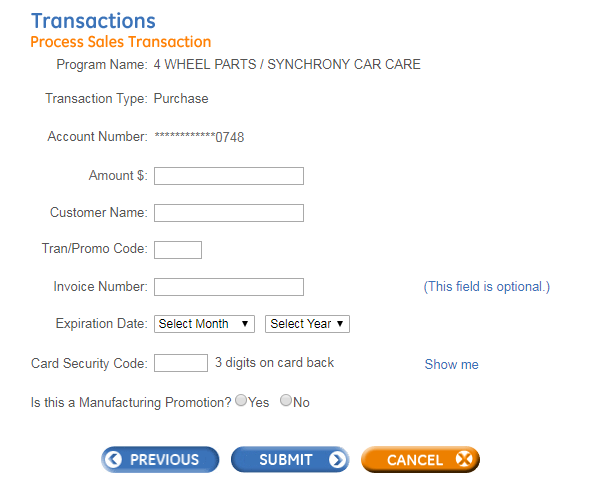 Transactions
Process Sales Transaction
Program Name: 4 WHEEL PARTS / SYNCHRONY CAR CARE
Transaction Type: Purchase
Account Number: ************0748
Amount $:
Customer Name:
Tran/Promo Code:
Invoice Number: (This field is optional.)
Expiration Date: Select Month Select Year
Card Security Code: 3 digits on card back Show me
Is this a Manufacturing Promotion? Yes No
PREVIOUS SUBMIT CANCEL